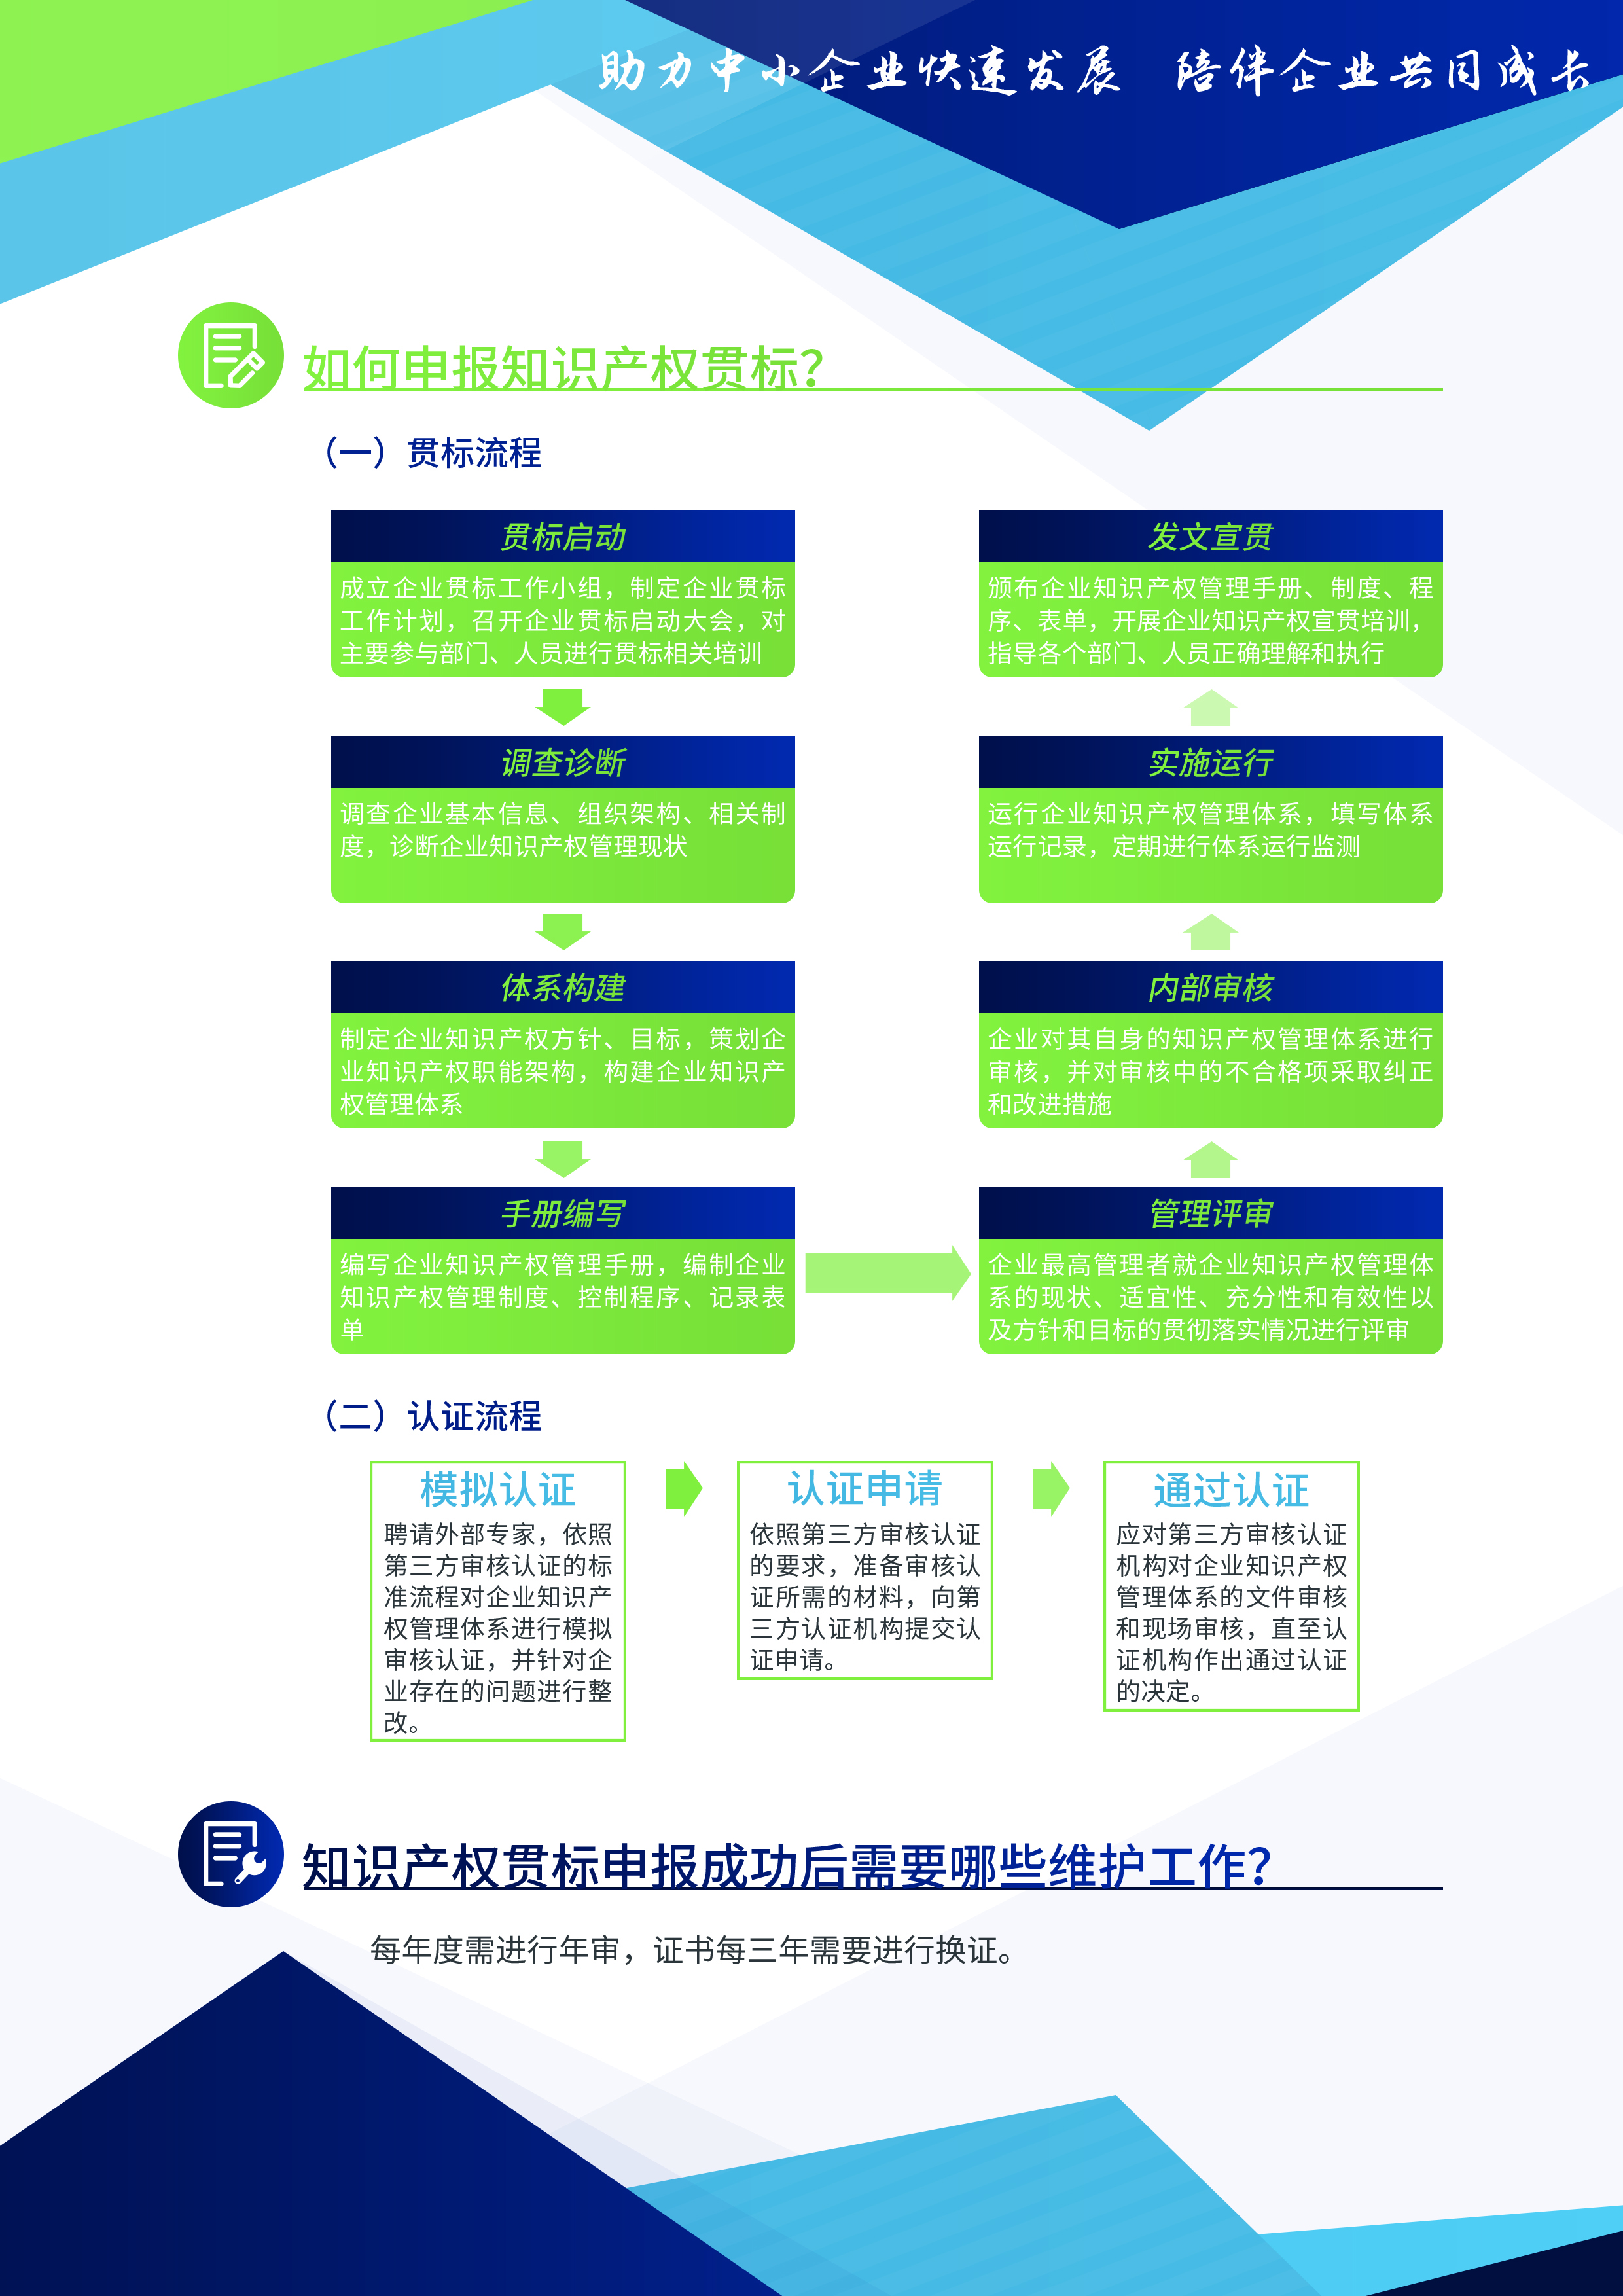 助力中小企业快速发展 陪伴企业共同成长
如何申报知识产权贯标？
（一）贯标流程
贯标启动
成立企业贯标工作小组，制定企业贯标
工作计划，召开企业贯标启动大会，对
主要参与部门、人员进行贯标相关培训
调查诊断
调查企业基本信息、组织架构、相关制
度，诊断企业知识产权管理现状
体系构建
制定企业知识产权方针、目标，策划企
业知识产权职能架构，构建企业知识产
权管理体系
手册编写
编写企业知识产权管理手册，编制企业
知识产权管理制度、控制程序、记录表
单
发文宣贯
颁布企业知识产权管理手册、制度、程
序、表单，开展企业知识产权宣贯培训，
指导各个部门、人员正确理解和执行
实施运行
运行企业知识产权管理体系，填写体系
运行记录，定期进行体系运行监测
内部审核
企业对其自身的知识产权管理体系进行
审核，并对审核中的不合格项采取纠正
和改进措施
管理评审
企业最高管理者就企业知识产权管理体
系的现状、适宜性、充分性和有效性以
及方针和目标的贯彻落实情况进行评审
（二）认证流程
模拟认证
聘请外部专家，依照
第三方审核认证的标
准流程对企业知识产
权管理体系进行模拟
审核认证，并针对企
业存在的问题进行整
改。
认证申请
依照第三方审核认证
的要求，准备审核认
证所需的材料，向第
三方认证机构提交认
证申请。
通过认证
应对第三方审核认证
机构对企业知识产权
管理体系的文件审核
和现场审核，直至认
证机构作出通过认证
的决定。
知识产权贯标申报成功后需要哪些维护工作？
每年度需进行年审，证书每三年需要进行换证。